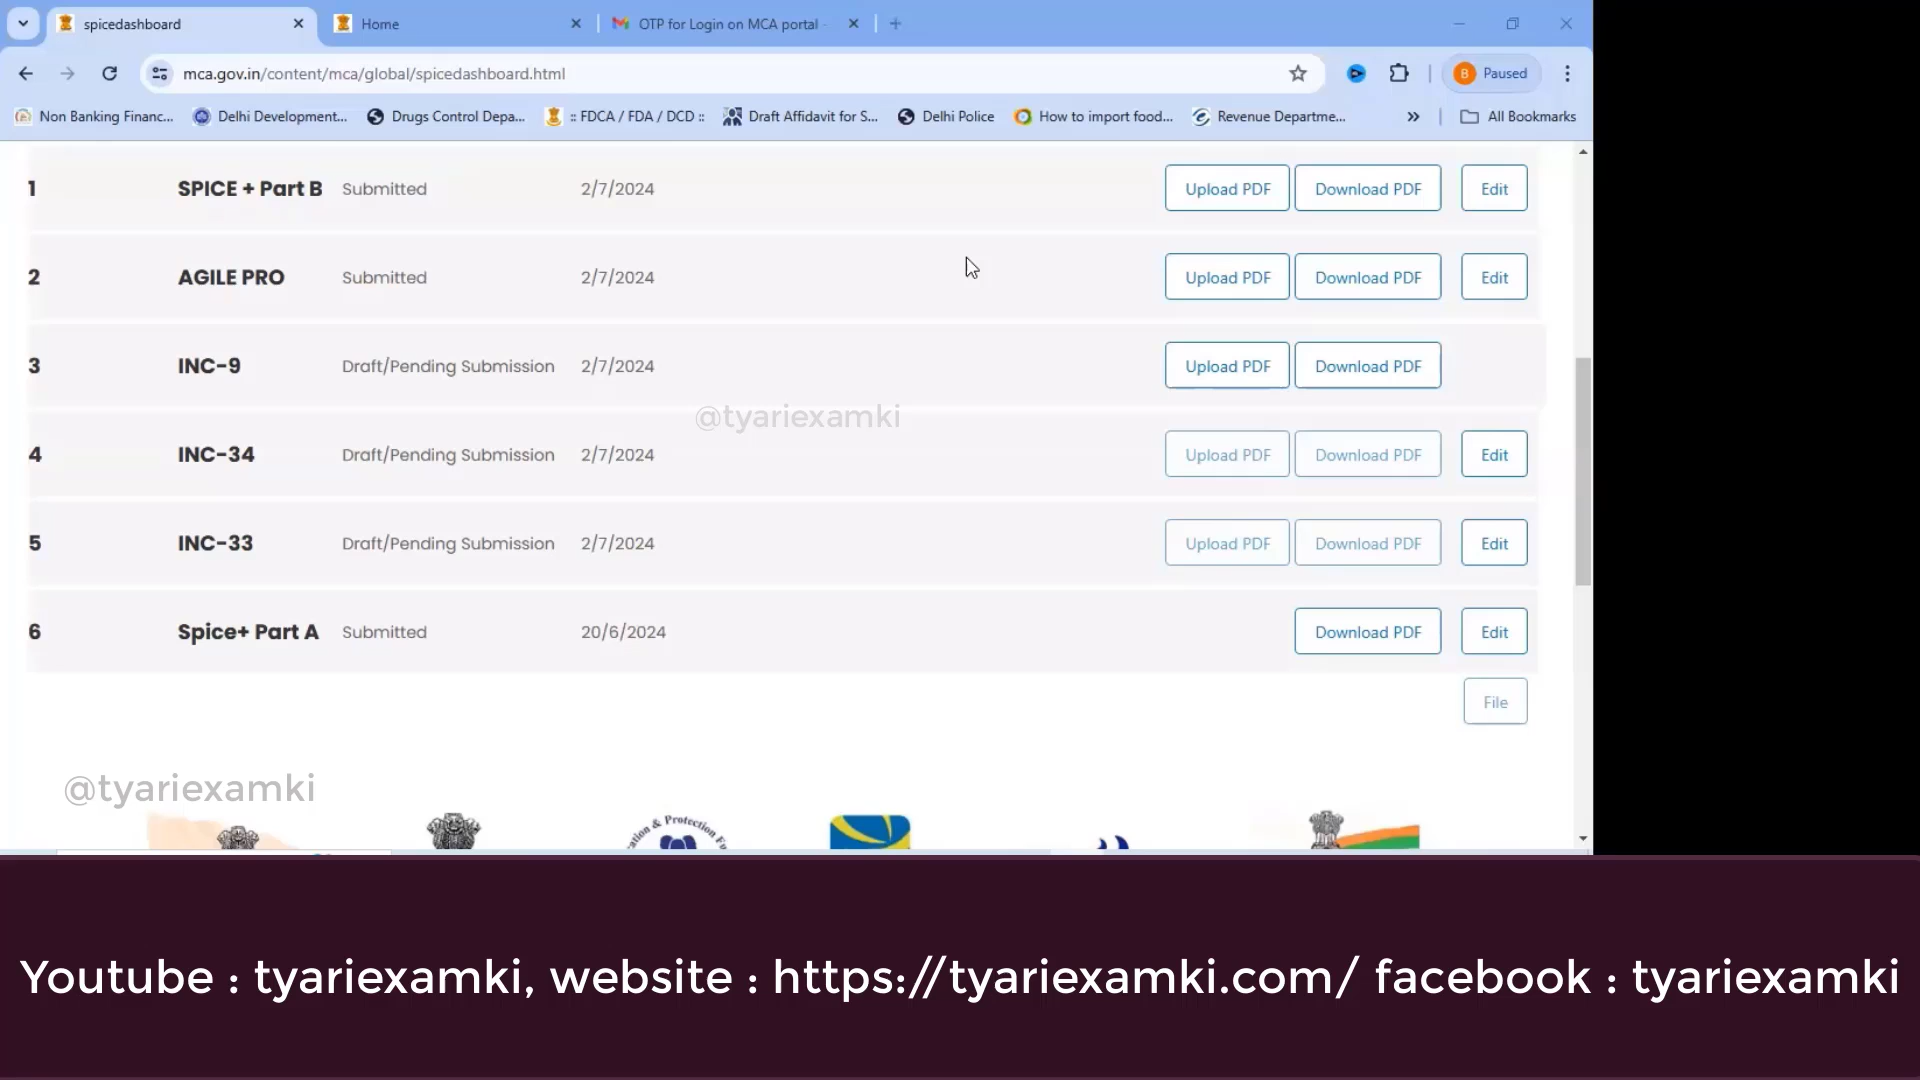 spicedashboard
Home
OTP for Login on MCA portal -
mca.gov.in/content/mca/global/spicedashboard.html
B Paused
Non Banking Financ...
Delhi Development...
Drugs Control Depa...
:: FDCA / FDA / DCD ::
Draft Affidavit for S...
Delhi Police
How to import food...
Revenue Departme...
All Bookmarks
1 SPICE + Part B Submitted 2/7/2024 Upload PDF Download PDF Edit
2 AGILE PRO Submitted 2/7/2024 Upload PDF Download PDF Edit
3 INC-9 Draft/Pending Submission 2/7/2024 Upload PDF Download PDF
@tyariexamki
4 INC-34 Draft/Pending Submission 2/7/2024 Upload PDF Download PDF Edit
5 INC-33 Draft/Pending Submission 2/7/2024 Upload PDF Download PDF Edit
6 Spice+ Part A Submitted 20/6/2024 Download PDF Edit
File
@tyariexamki
& Protection
Youtube : tyariexamki, website : https://tyariexamki.com/ facebook : tyariexamki